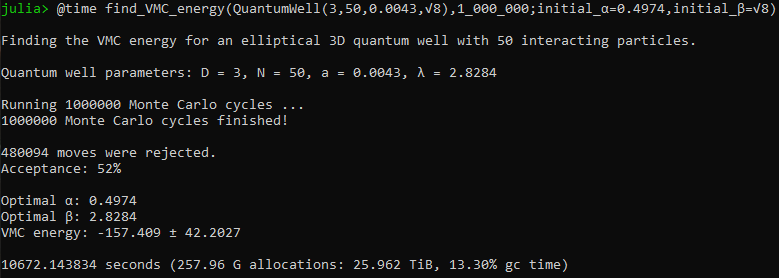 julia> @time find_VMC_energy(QuantumWell(3,50,0.0043,√8),1_000_000;initial_α=0.4974,initial_β=√8)
Finding the VMC energy for an elliptical 3D quantum well with 50 interacting particles.
Quantum well parameters: D = 3, N = 50, a = 0.0043, λ = 2.8284
Running 1000000 Monte Carlo cycles ...
1000000 Monte Carlo cycles finished!
480094 moves were rejected.
Acceptance: 52%
Optimal α: 0.4974
Optimal β: 2.8284
VMC energy: -157.409 ± 42.2027
10672.143834 seconds (257.96 G allocations: 25.962 TiB, 13.30% gc time)